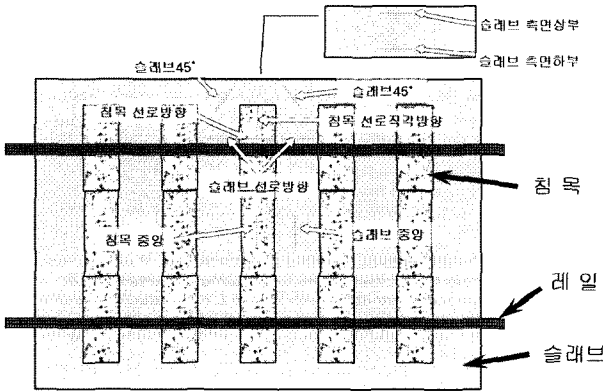 슬래브 측면상부
슬래브 측면하부
슬래브45°
슬래브45°
침목 선로방향
침목 선로직각방향
슬래브 선로방향
침목
침목 중앙
슬래브 중앙
레일
슬래브